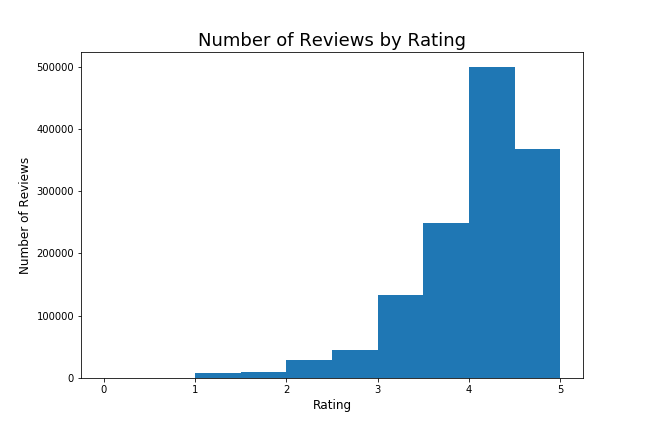 Number of Reviews by Rating
500000
400000
300000
200000
100000
0
Number of Reviews
0 1 2 3 4 5
Rating